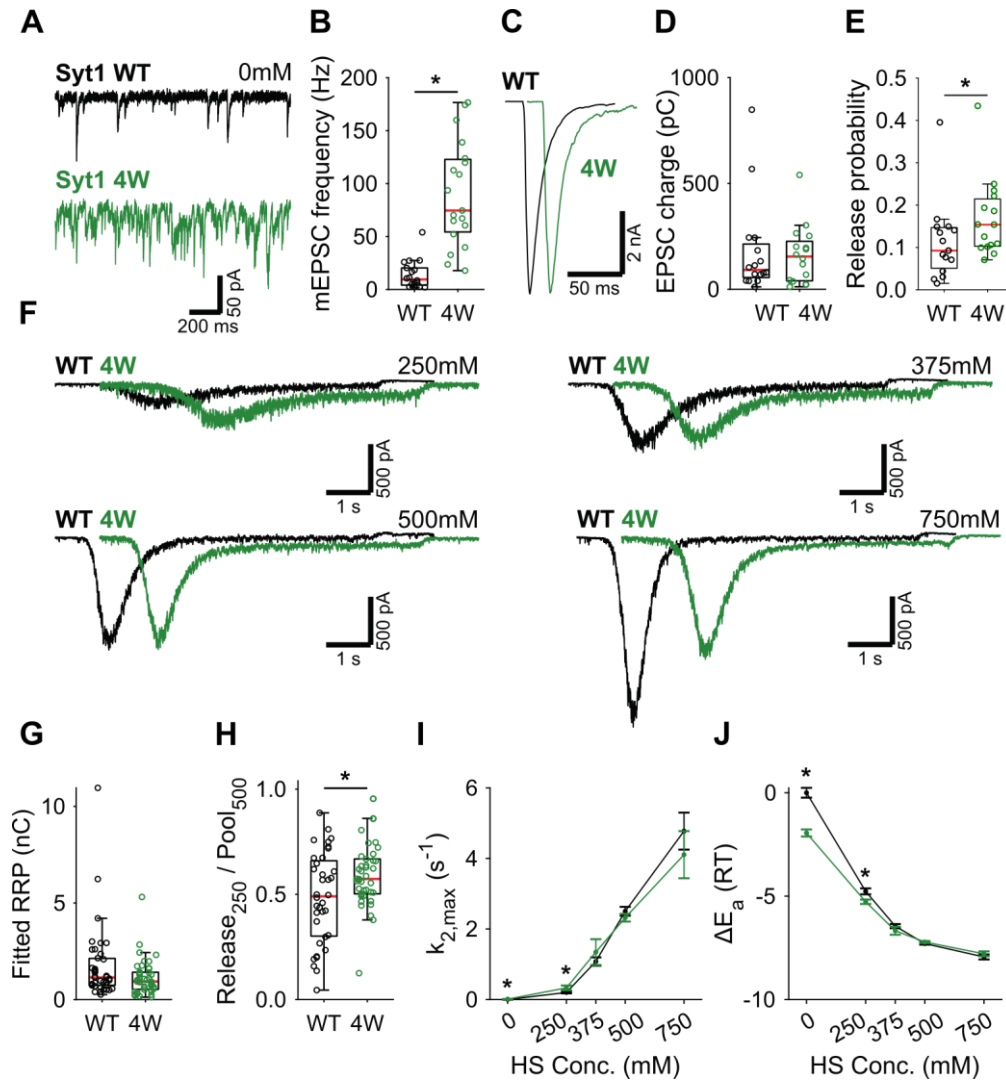 A
Syt1 WT
0mM
Syt1 4W
50 pA
200 ms
B
mEPSC frequency (Hz)
200
150
100
50
0
*
WT 4W
C
WT
4W
2 nA
50 ms
D
EPSC charge (pC)
1000
500
0
WT 4W
E
Release probability
0.5
0.4
0.3
0.2
0.1
0.0
*
WT 4W
F
WT 4W
250mM
500 pA
1 s
WT 4W
375mM
500 pA
1 s
WT 4W
500mM
500 pA
1 s
WT 4W
750mM
500 pA
1 s
G
Fitted RRP (nC)
10
5
0
WT 4W
H
Release250 / Pool500
1.0
0.5
0.0
*
WT 4W
I
k2,max (s-1)
6
4
2
0
*
*
0 250 375 500 750
HS Conc. (mM)
J
ΔEa (RT)
0
-5
-10
*
*
0 250 375 500 750
HS Conc. (mM)